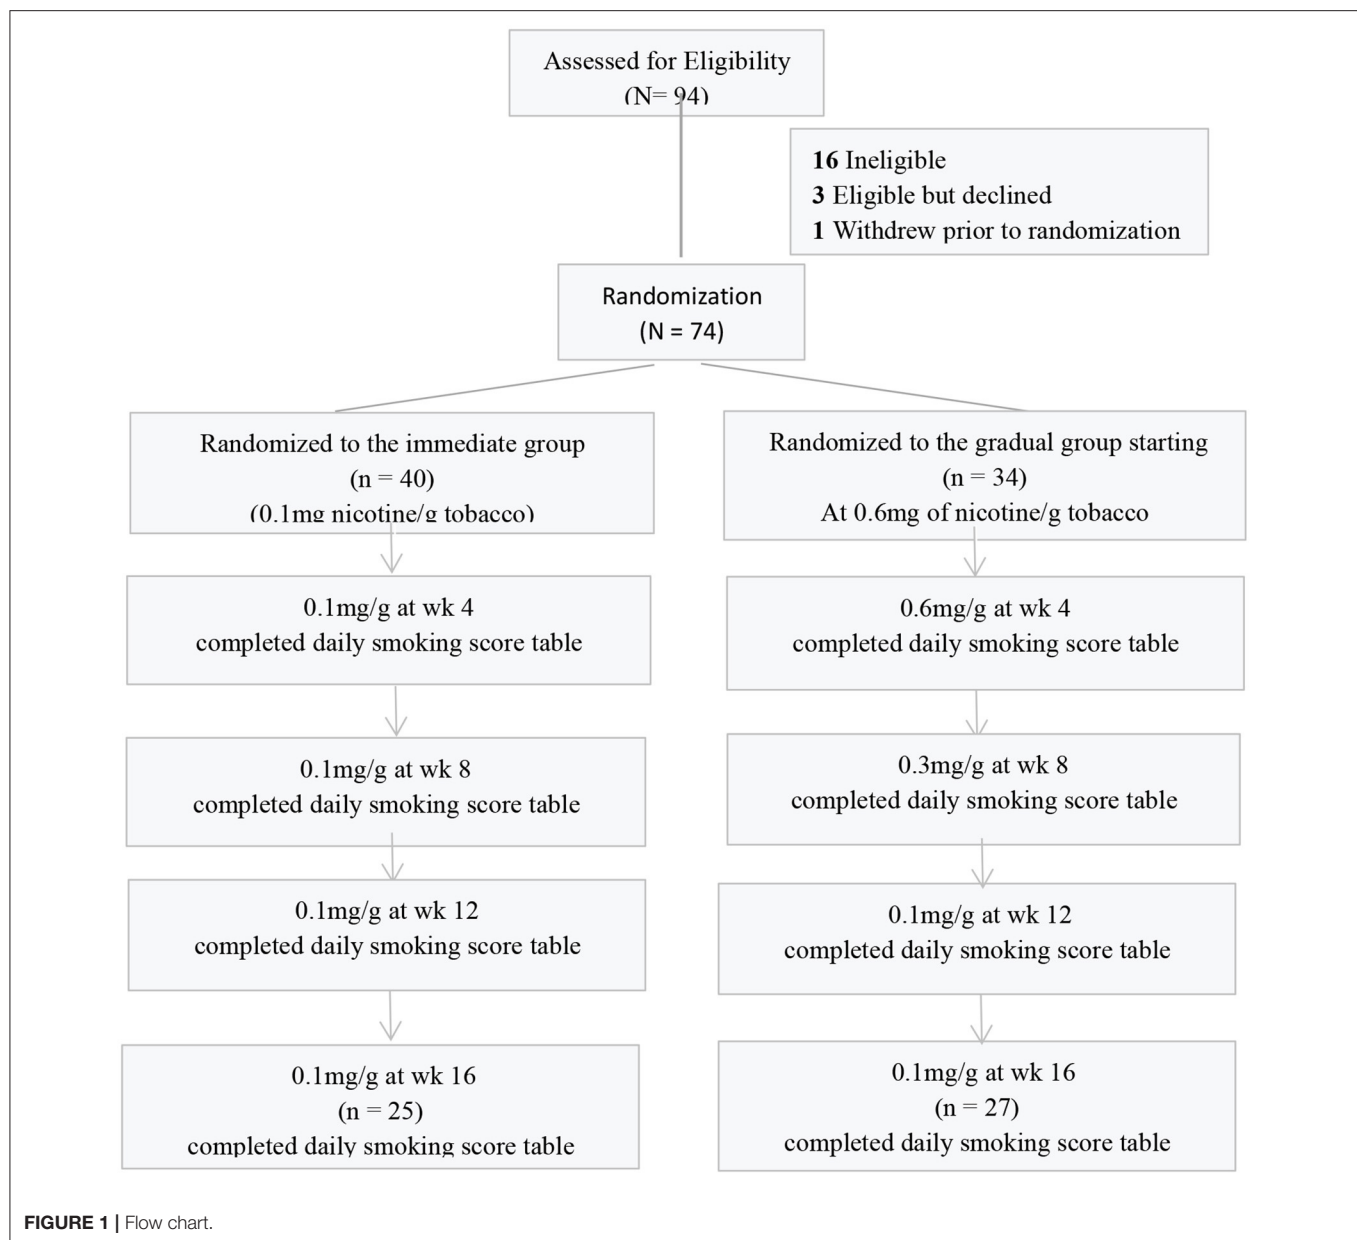 Assessed for Eligibility
(N= 94)
16 Ineligible
3 Eligible but declined
1 Withdrew prior to randomization
Randomization
(N = 74)
Randomized to the immediate group
(n = 40)
(0.1mg nicotine/g tobacco)
Randomized to the gradual group starting
(n = 34)
At 0.6mg of nicotine/g tobacco
0.1mg/g at wk 4
completed daily smoking score table
0.6mg/g at wk 4
completed daily smoking score table
0.1mg/g at wk 8
completed daily smoking score table
0.3mg/g at wk 8
completed daily smoking score table
0.1mg/g at wk 12
completed daily smoking score table
0.1mg/g at wk 12
completed daily smoking score table
0.1mg/g at wk 16
(n = 25)
completed daily smoking score table
0.1mg/g at wk 16
(n = 27)
completed daily smoking score table
FIGURE 1 | Flow chart.